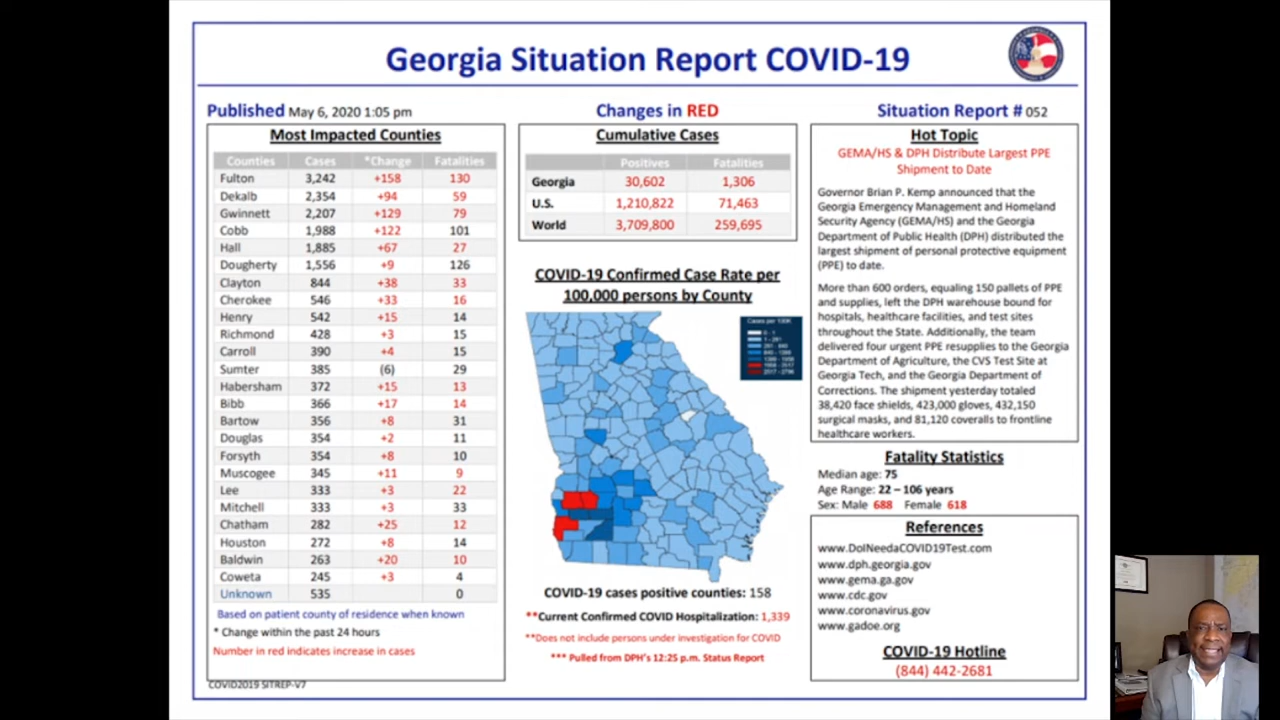 Georgia Situation Report COVID-19
Published May 6, 2020 1:05 pm
Changes in RED
Situation Report # 052
Most Impacted Counties
Counties Cases *Change Fatalities
Fulton 3,242 +158 130
Dekalb 2,354 +94 59
Gwinnett 2,207 +129 79
Cobb 1,988 +122 101
Hall 1,885 +67 27
Dougherty 1,556 +9 126
Clayton 844 +38 33
Cherokee 546 +33 16
Henry 542 +15 14
Richmond 428 +3 15
Carroll 390 +4 15
Sumter 385 (6) 29
Habersham 372 +15 13
Bibb 366 +17 14
Bartow 356 +8 31
Douglas 354 +2 11
Forsyth 354 +8 10
Muscogee 345 +11 9
Lee 333 +3 22
Mitchell 333 +3 33
Chatham 282 +25 12
Houston 272 +8 14
Baldwin 263 +20 10
Coweta 245 +3 4
Unknown 535 0
Based on patient county of residence when known
* Change within the past 24 hours
Number in red indicates increase in cases
COVID2019 SITREP-V7
Cumulative Cases
Positives Fatalities
Georgia 30,602 1,306
U.S. 1,210,822 71,463
World 3,709,800 259,695
COVID-19 Confirmed Case Rate per
100,000 persons by County
Cases per 100K
COVID-19 cases positive counties: 158
**Current Confirmed COVID Hospitalization: 1,339
**Does not include persons under investigation for COVID
*** Pulled from DPH's 12:25 p.m. Status Report
Hot Topic
GEMA/HS & DPH Distribute Largest PPE
Shipment to Date
Governor Brian P. Kemp announced that the
Georgia Emergency Management and Homeland
Security Agency (GEMA/HS) and the Georgia
Department of Public Health (DPH) distributed the
largest shipment of personal protective equipment
(PPE) to date.
More than 600 orders, equaling 150 pallets of PPE
and supplies, left the DPH warehouse bound for
hospitals, healthcare facilities, and test sites
throughout the State. Additionally, the team
delivered four urgent PPE resupplies to the Georgia
Department of Agriculture, the CVS Test Site at
Georgia Tech, and the Georgia Department of
Corrections. The shipment yesterday totaled
38,420 face shields, 423,000 gloves, 432,150
surgical masks, and 81,120 coveralls to frontline
healthcare workers.
Fatality Statistics
Median age: 75
Age Range: 22 – 106 years
Sex: Male 688 Female 618
References
www.DoINeedaCOVID19Test.com
www.dph.georgia.gov
www.gema.ga.gov
www.cdc.gov
www.coronavirus.gov
www.gadoe.org
COVID-19 Hotline
(844) 442-2681